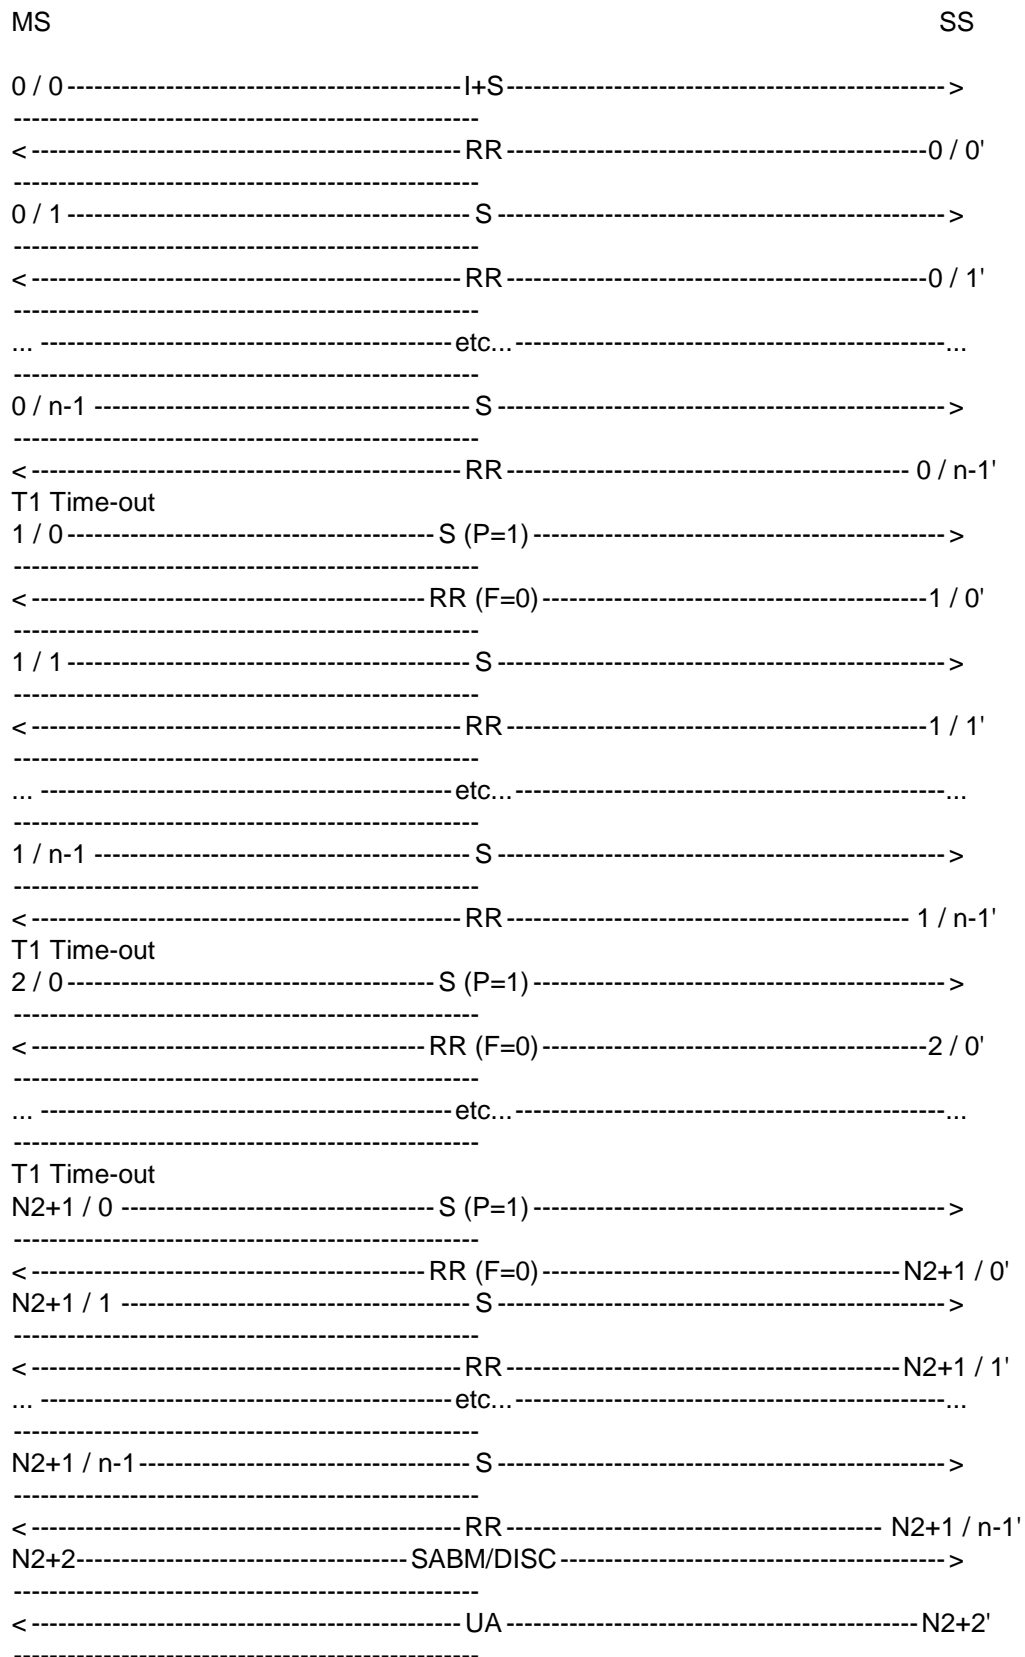 MS SS
0 / 0 -------------------------------------------- I+S ------------------------------------------------- >
----------------------------------------------------
< ------------------------------------------------ RR -----------------------------------------------0 / 0'
----------------------------------------------------
0 / 1 --------------------------------------------- S -------------------------------------------------- >
----------------------------------------------------
< ------------------------------------------------ RR -----------------------------------------------0 / 1'
----------------------------------------------------
... ---------------------------------------------- etc... ------------------------------------------------...
----------------------------------------------------
0 / n-1 ------------------------------------------ S -------------------------------------------------- >
----------------------------------------------------
< ------------------------------------------------ RR --------------------------------------------- 0 / n-1'
T1 Time-out
1 / 0 ----------------------------------------- S (P=1) ---------------------------------------------- >
----------------------------------------------------
< -------------------------------------------- RR (F=0) -------------------------------------------1 / 0'
----------------------------------------------------
1 / 1 --------------------------------------------- S -------------------------------------------------- >
----------------------------------------------------
< ------------------------------------------------ RR -----------------------------------------------1 / 1'
----------------------------------------------------
... ---------------------------------------------- etc... ------------------------------------------------...
----------------------------------------------------
1 / n-1 ------------------------------------------ S -------------------------------------------------- >
----------------------------------------------------
< ------------------------------------------------ RR --------------------------------------------- 1 / n-1'
T1 Time-out
2 / 0 ----------------------------------------- S (P=1) ---------------------------------------------- >
----------------------------------------------------
< -------------------------------------------- RR (F=0) -------------------------------------------2 / 0'
----------------------------------------------------
... ---------------------------------------------- etc... ------------------------------------------------...
----------------------------------------------------
T1 Time-out
N2+1 / 0 ----------------------------------- S (P=1) ---------------------------------------------- >
----------------------------------------------------
< -------------------------------------------- RR (F=0) ---------------------------------------- N2+1 / 0'
N2+1 / 1 --------------------------------------- S -------------------------------------------------- >
----------------------------------------------------
< ------------------------------------------------ RR -------------------------------------------- N2+1 / 1'
... ---------------------------------------------- etc... ------------------------------------------------...
----------------------------------------------------
N2+1 / n-1 ------------------------------------- S -------------------------------------------------- >
----------------------------------------------------
< ------------------------------------------------ RR ------------------------------------------ N2+1 / n-1'
N2+2------------------------------------- SABM/DISC ------------------------------------------- >
----------------------------------------------------
< ------------------------------------------------ UA ---------------------------------------------- N2+2'
----------------------------------------------------